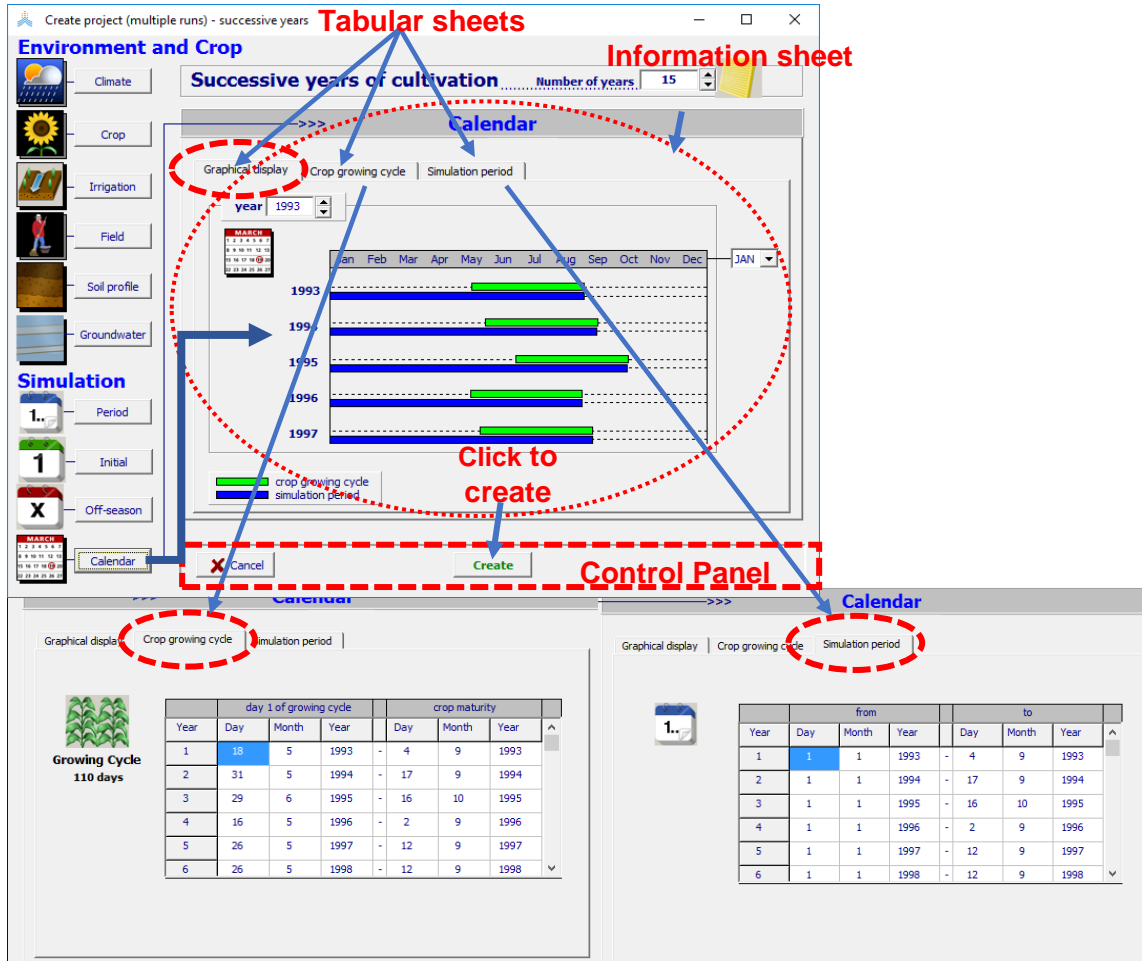 Create project (multiple runs) - successive years
Tabular sheets
Environment and Crop
Information sheet
Climate
Successive years of cultivation
Number of years
15
Crop
>>>
Calendar
Irrigation
Graphical display
Crop growing cycle
Simulation period
Field
year
1993
MARCH
Jan Feb Mar Apr May Jun Jul Aug Sep Oct Nov Dec
JAN
Soil profile
1993
Groundwater
1994
1995
Simulation
1996
1..
Period
1997
1
Initial
Click to
create
crop growing cycle
simulation period
X
Off-season
MARCH
Calendar
Cancel
Create
Control Panel
>>>
Calendar
Graphical display
Crop growing cycle
Simulation period
Growing Cycle
110 days
day 1 of growing cycle crop maturity
Year Day Month Year Day Month Year
1 18 5 1993 - 4 9 1993
2 31 5 1994 - 17 9 1994
3 29 6 1995 - 16 10 1995
4 16 5 1996 - 2 9 1996
5 26 5 1997 - 12 9 1997
6 26 5 1998 - 12 9 1998
>>>
Calendar
Graphical display
Crop growing cycle
Simulation period
1..
from to
Year Day Month Year Day Month Year
1 1 1 1993 - 4 9 1993
2 1 1 1994 - 17 9 1994
3 1 1 1995 - 16 10 1995
4 1 1 1996 - 2 9 1996
5 1 1 1997 - 12 9 1997
6 1 1 1998 - 12 9 1998